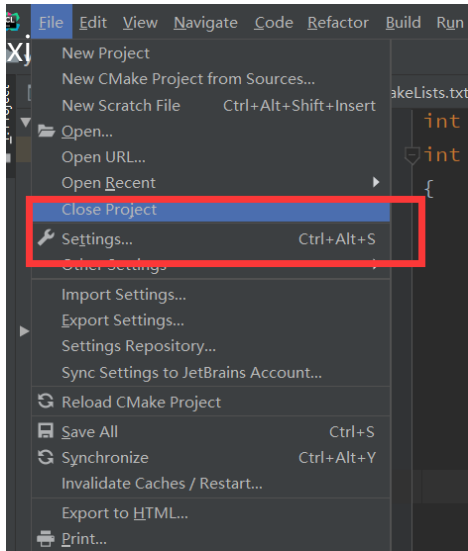 File Edit View Navigate Code Refactor Build Run
New Project
New CMake Project from Sources...
New Scratch File Ctrl+Alt+Shift+Insert
akeLists.txt
int
Open...
Open URL...
int
Open Recent
{
Close Project
Settings... Ctrl+Alt+S
Other Settings
Import Settings...
Export Settings...
Settings Repository...
Sync Settings to JetBrains Account...
Reload CMake Project
Save All Ctrl+S
Synchronize Ctrl+Alt+Y
Invalidate Caches / Restart...
Export to HTML...
Print...